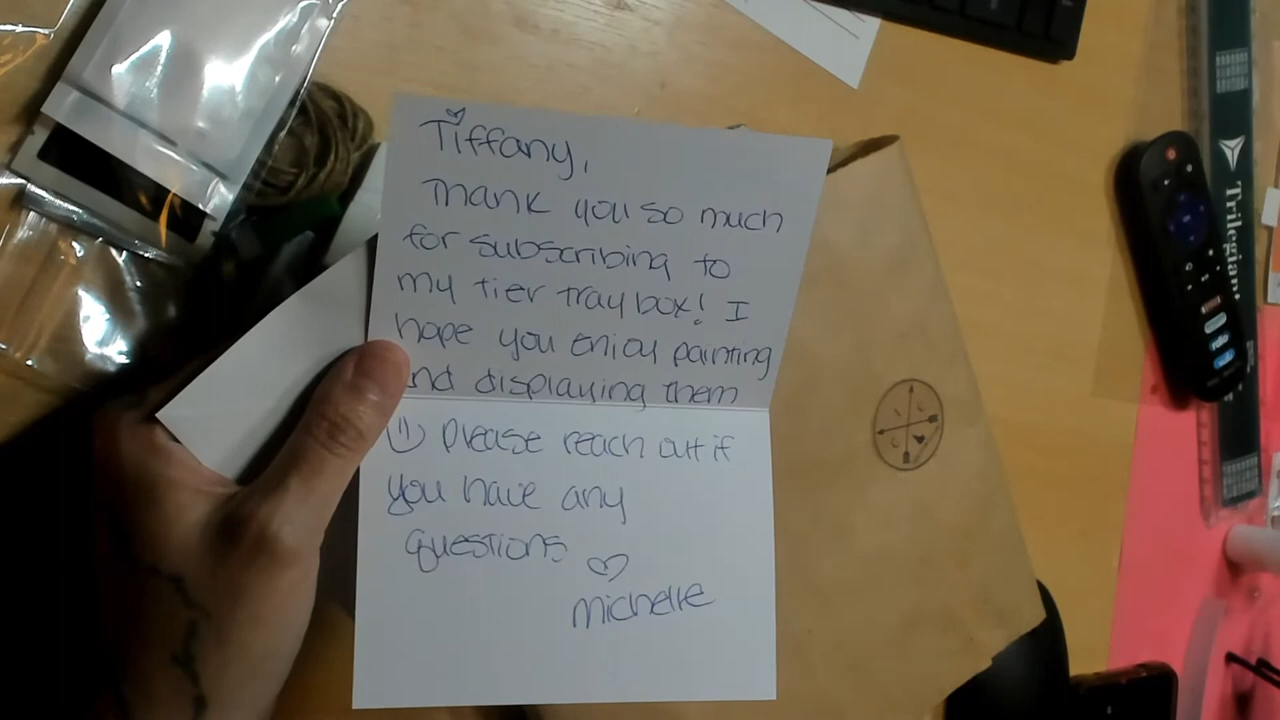 Tiffany,
Thank you so much
for subscribing to
my tier tray box! I
hope you enjoy painting
and displaying them
please reach out if
you have any
questions
michelle
Trilegiant